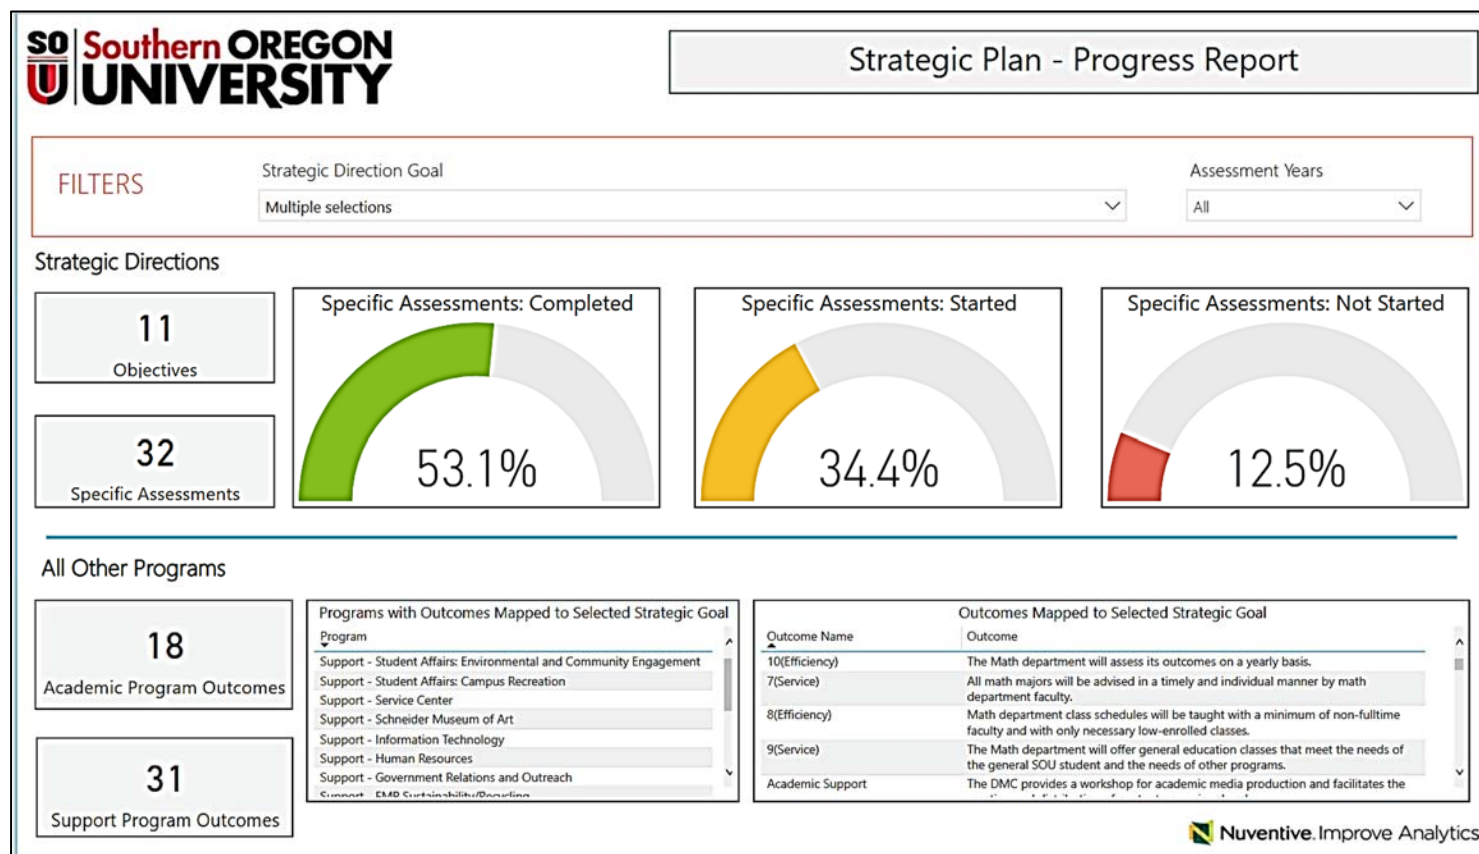 SO Southern OREGON
U UNIVERSITY
Strategic Plan - Progress Report
FILTERS
Strategic Direction Goal
Multiple selections
Assessment Years
All
Strategic Directions
11
Objectives
32
Specific Assessments
Specific Assessments: Completed
53.1%
Specific Assessments: Started
34.4%
Specific Assessments: Not Started
12.5%
All Other Programs
18
Academic Program Outcomes
31
Support Program Outcomes
Programs with Outcomes Mapped to Selected Strategic Goal
Program
Support - Student Affairs: Environmental and Community Engagement
Support - Student Affairs: Campus Recreation
Support - Service Center
Support - Schneider Museum of Art
Support - Information Technology
Support - Human Resources
Support - Government Relations and Outreach
Support - FMP Sustainability/Recycling
Outcomes Mapped to Selected Strategic Goal
Outcome Name Outcome
10(Efficiency) The Math department will assess its outcomes on a yearly basis.
7(Service) All math majors will be advised in a timely and individual manner by math
department faculty.
8(Efficiency) Math department class schedules will be taught with a minimum of non-fulltime
faculty and with only necessary low-enrolled classes.
9(Service) The Math department will offer general education classes that meet the needs of
the general SOU student and the needs of other programs.
Academic Support The DMC provides a workshop for academic media production and facilitates the
Nuventive. Improve Analytics